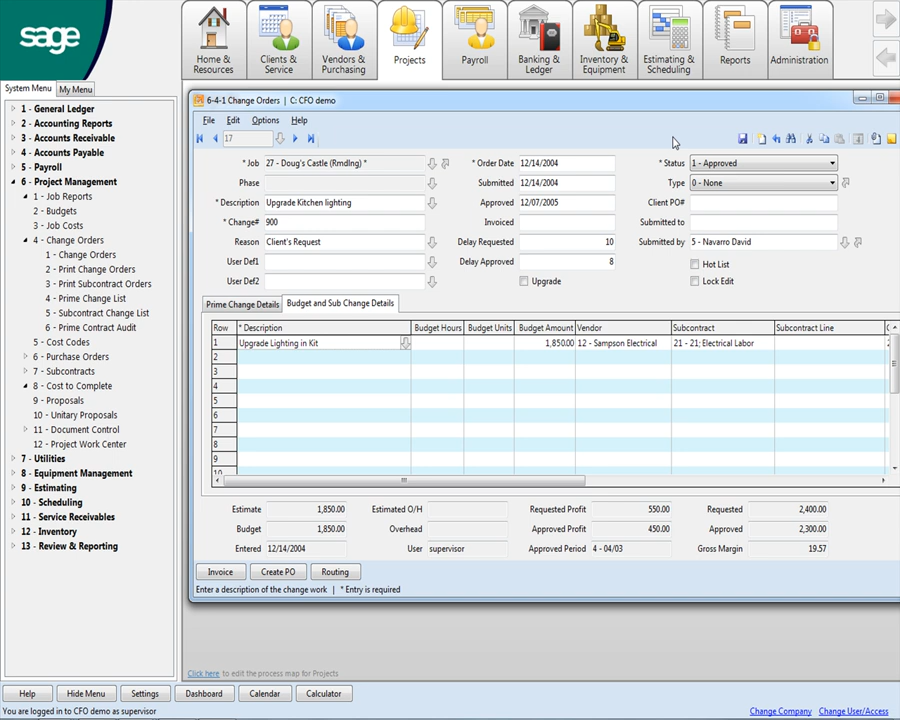 sage
Home & Resources
Clients & Service
Vendors & Purchasing
Projects
Payroll
Banking & Ledger
Inventory & Equipment
Estimating & Scheduling
Reports
Administration
System Menu
My Menu
1 - General Ledger
2 - Accounting Reports
3 - Accounts Receivable
4 - Accounts Payable
5 - Payroll
6 - Project Management
1 - Job Reports
2 - Budgets
3 - Job Costs
4 - Change Orders
1 - Change Orders
2 - Print Change Orders
3 - Print Subcontract Orders
4 - Prime Change List
5 - Subcontract Change List
6 - Prime Contract Audit
5 - Cost Codes
6 - Purchase Orders
7 - Subcontracts
8 - Cost to Complete
9 - Proposals
10 - Unitary Proposals
11 - Document Control
12 - Project Work Center
7 - Utilities
8 - Equipment Management
9 - Estimating
10 - Scheduling
11 - Service Receivables
12 - Inventory
13 - Review & Reporting
6-4-1 Change Orders | C: CFO demo
File Edit Options Help
17
* Job 27 - Doug's Castle (Rmdlng) * * Order Date 12/14/2004 * Status 1 - Approved
Phase Submitted 12/14/2004 Type 0 - None
* Description Upgrade Kitchen lighting Approved 12/07/2005 Client PO#
* Change# 900 Invoiced Submitted to
Reason Client's Request Delay Requested 10 Submitted by 5 - Navarro David
User Def1 Delay Approved 8 Hot List
User Def2 Upgrade Lock Edit
Prime Change Details Budget and Sub Change Details
Row * Description Budget Hours Budget Units Budget Amount Vendor Subcontract Subcontract Line
1 Upgrade Lighting in Kit 1,850.00 12 - Sampson Electrical 21 - 21; Electrical Labor
2
3
4
5
6
7
8
9
10
Estimate 1,850.00 Estimated O/H Requested Profit 550.00 Requested 2,400.00
Budget 1,850.00 Overhead Approved Profit 450.00 Approved 2,300.00
Entered 12/14/2004 User supervisor Approved Period 4 - 04/03 Gross Margin 19.57
Invoice Create PO Routing
Enter a description of the change work | * Entry is required
Click here to edit the process map for Projects
Help Hide Menu Settings Dashboard Calendar Calculator
You are logged in to CFO demo as supervisor Change Company Change User/Access